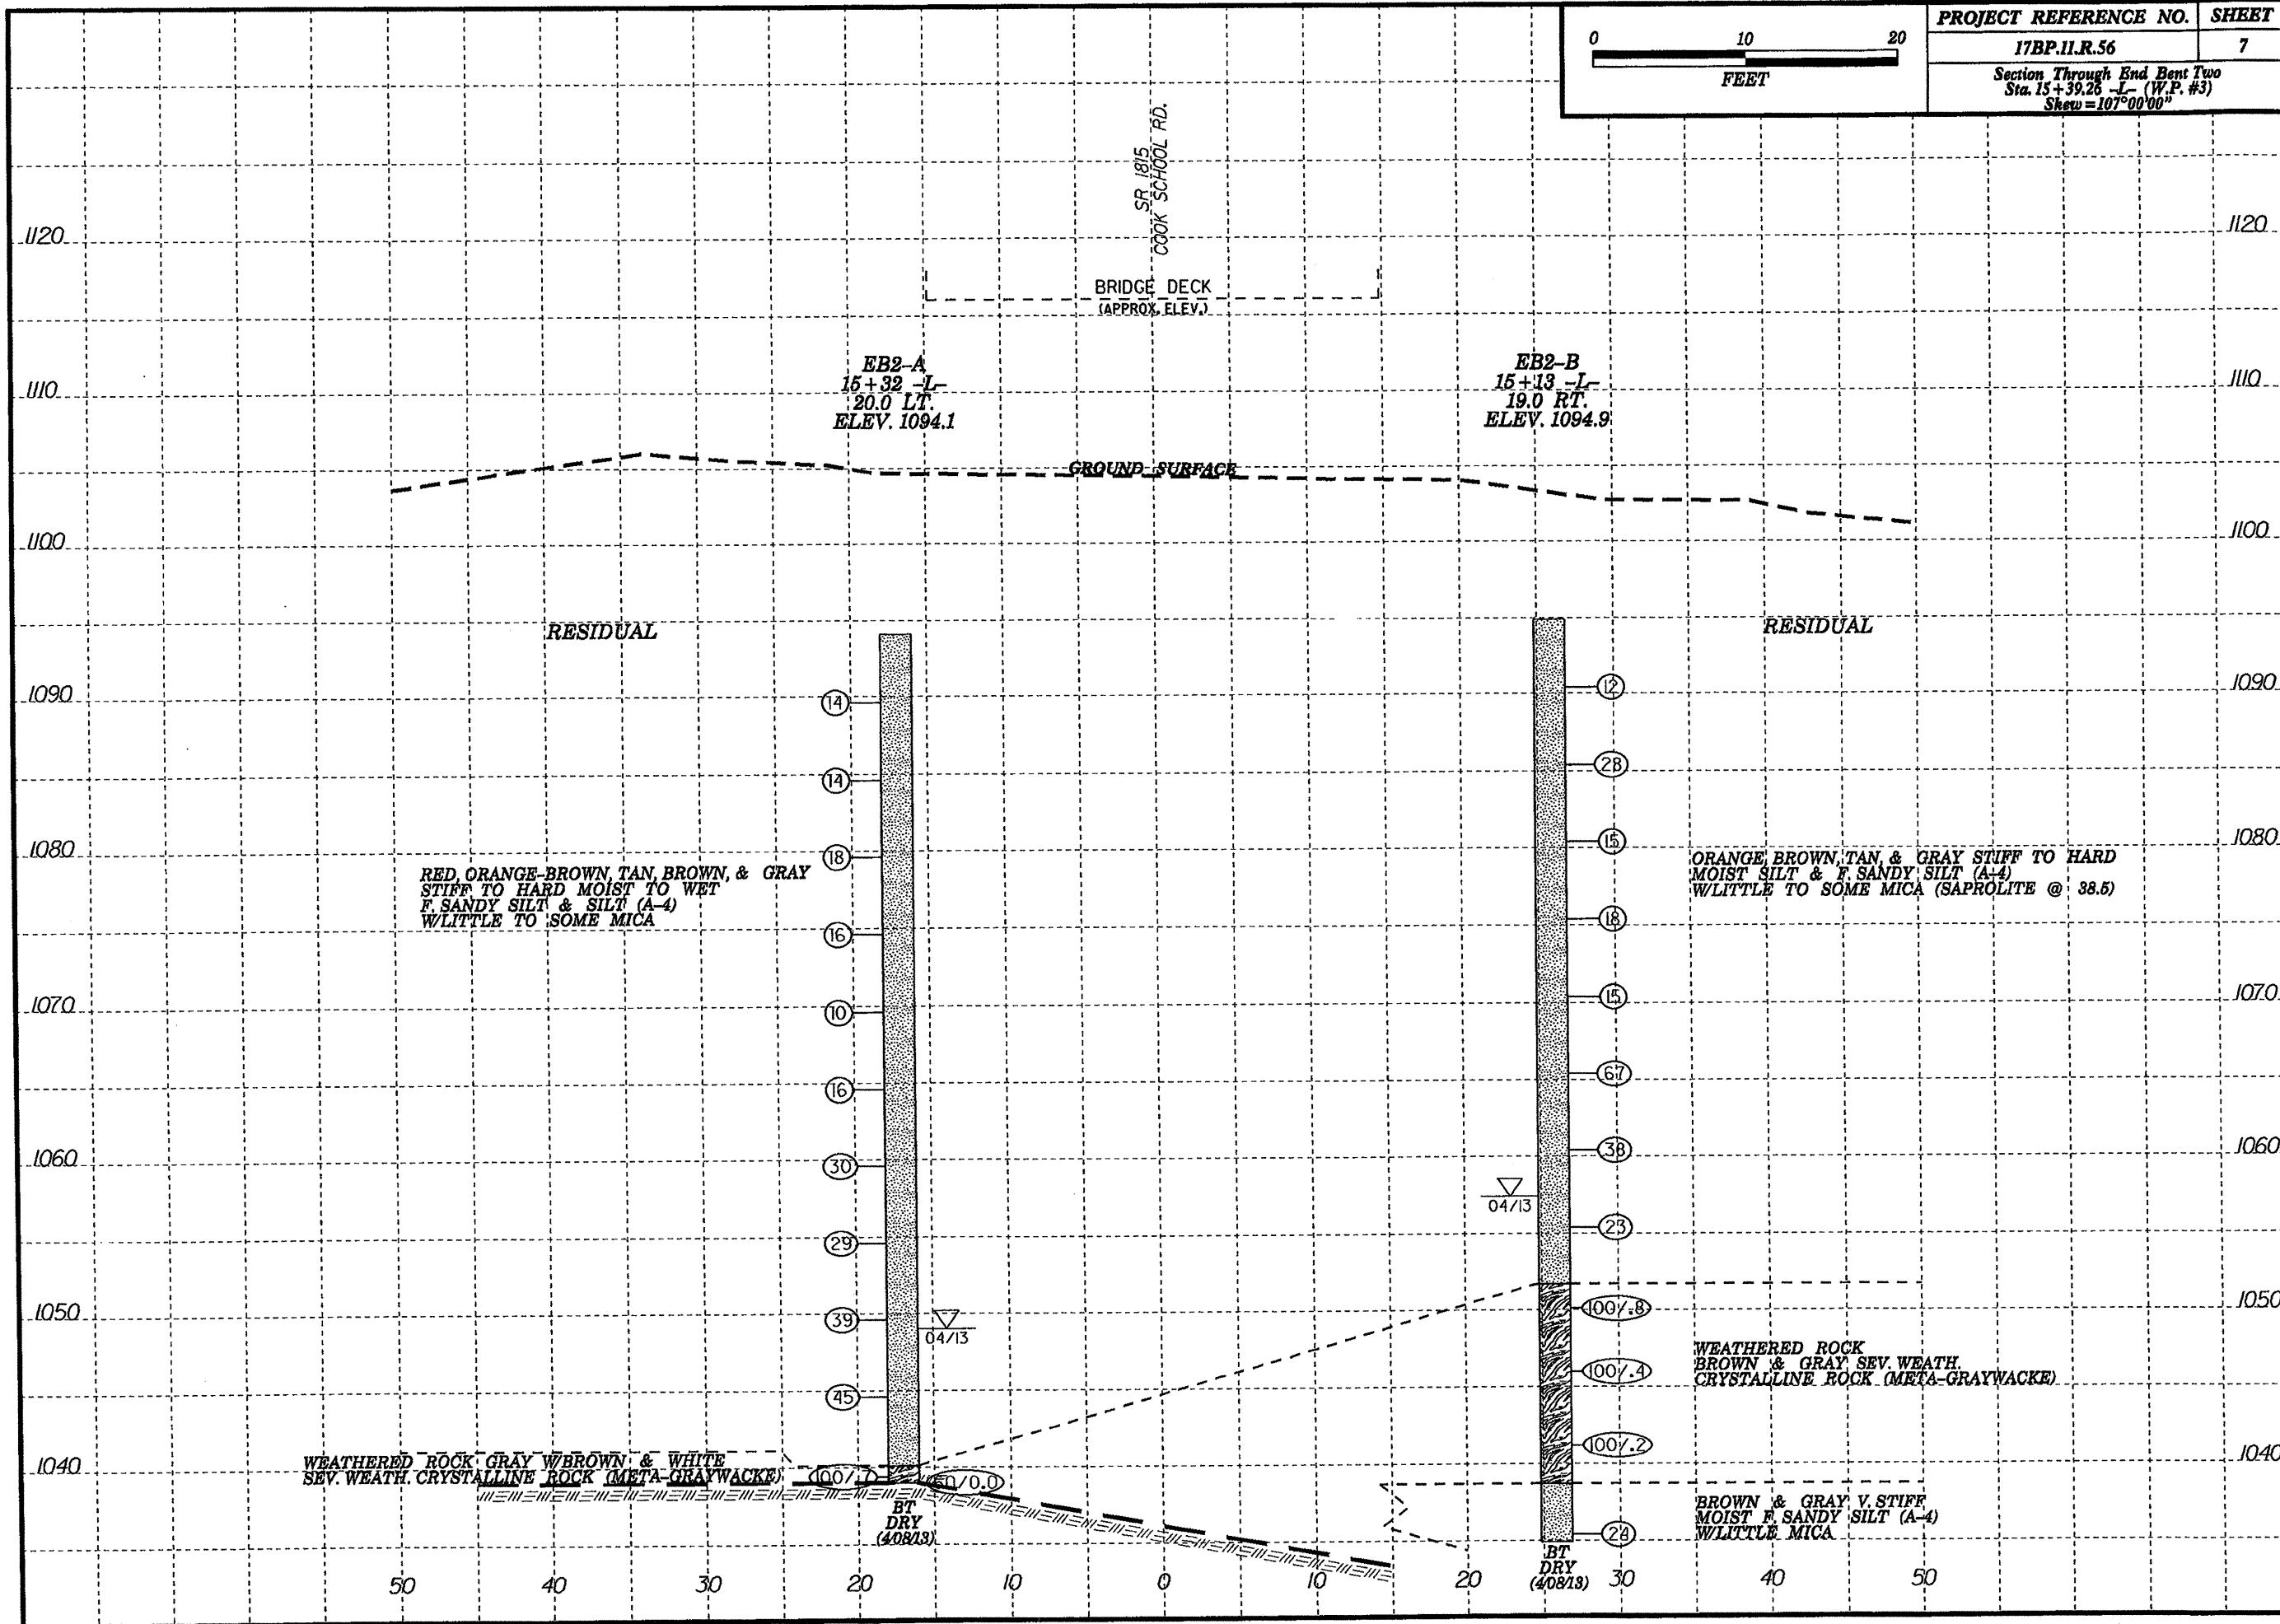 0 10 20
FEET
PROJECT REFERENCE NO. SHEET
17BP.11.R.56 7
Section Through End Bent Two
Sta. 15+39.26 -L- (W.P. #3)
Skew=107°00'00"
SR 1815
COOK SCHOOL RD.
1120 1120
BRIDGE DECK
(APPROX. ELEV.)
EB2-A
15+32 -L-
20.0 LT.
ELEV. 1094.1
EB2-B
15+13 -L-
19.0 RT.
ELEV. 1094.9
1110 1110
GROUND SURFACE
1100 1100
RESIDUAL RESIDUAL
1090 14 12 1090
14 28
1080 18 15 1080
RED, ORANGE-BROWN, TAN, BROWN, & GRAY
STIFF TO HARD MOIST TO WET
F. SANDY SILT & SILT (A-4)
W/LITTLE TO SOME MICA
ORANGE, BROWN, TAN, & GRAY STIFF TO HARD
MOIST SILT & F. SANDY SILT (A-4)
W/LITTLE TO SOME MICA (SAPROLITE @ 38.5)
16 18
1070 10 15 1070
16 67
1060 30 38 1060
04/13
29 23
1050 39 100/.8 1050
04/13
WEATHERED ROCK
BROWN & GRAY SEV. WEATH.
CRYSTALLINE ROCK (META-GRAYWACKE)
45 100/.4
100/.2
WEATHERED ROCK GRAY W/BROWN & WHITE
SEV. WEATH. CRYSTALLINE ROCK (META-GRAYWACKE)
1040 100/.7 60/0.0 1040
BT
DRY
(4/08/13)
BROWN & GRAY V. STIFF
MOIST F. SANDY SILT (A-4)
W/LITTLE MICA
BT
DRY
(4/08/13)
50 40 30 20 10 0 10 20 30 40 50